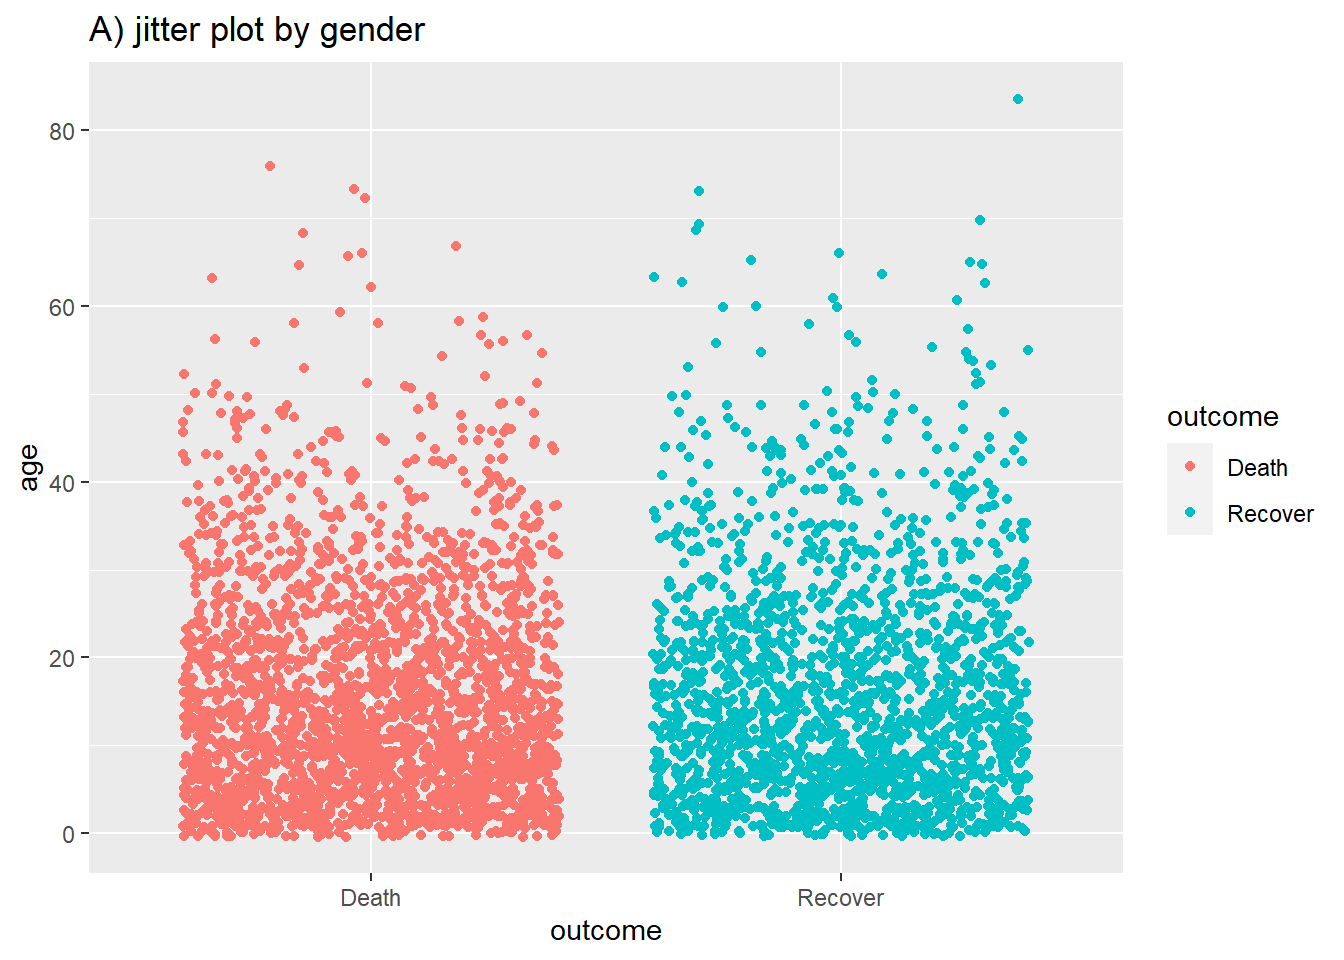 A) jitter plot by gender
80
60
40
20
0
age
Death
Recover
outcome
outcome
Death
Recover